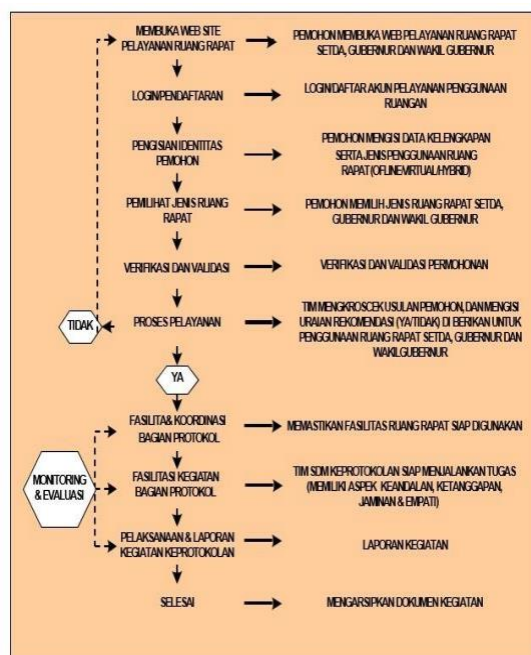 MEMBUKA WEB SITE
PELAYANAN RUANG RAPAT
PEMOHON MEMBUKA WEB PELAYANAN RUANG RAPAT
SETDA, GUBERNUR DAN WAKIL GUBERNUR
LOGIN/PENDAFTARAN
LOGIN/DAFTAR AKUN PELAYANAN PENGGUNAAN
RUANGAN
PENGISIAN IDENTITAS
PEMOHON
PEMOHON MENGISI DATA KELENGKAPAN
SERTA JENIS PENGGUNAAN RUANG
RAPAT(OFLINE/VIRTUAL/HYBRID)
PEMILIHAT JENIS RUANG
RAPAT
PEMOHON MEMILIH JENIS RUANG RAPAT SETDA,
GUBERNUR DAN WAKIL GUBERNUR
VERIFIKASI DAN VALIDASI
VERIFIKASI DAN VALIDASI PERMOHONAN
TIDAK
PROSES PELAYANAN
TIM MENGKROSCEK USULAN PEMOHON, DAN MENGISI
URAIAN REKOMENDASI (YA/TIDAK) DI BERIKAN UNTUK
PENGGUNAAN RUANG RAPAT SETDA, GUBERNUR DAN
WAKILGUBERNUR
YA
FASILITA& KOORDINASI
BAGIAN PROTOKOL
MEMASTIKAN FASILITAS RUANG RAPAT SIAP DIGUNAKAN
MONITORING
& EVALUASI
FASILITASI KEGIATAN
BAGIAN PROTOKOL
TIM SDM KEPROTOKOLAN SIAP MENJALANKAN TUGAS
(MEMILIKI ASPEK KEANDALAN, KETANGGAPAN,
JAMINAN & EMPATI)
PELAKSANAAN & LAPORAN
KEGIATAN KEPROTOKOLAN
LAPORAN KEGIATAN
SELESAI
MENGARSIPKAN DOKUMEN KEGIATAN